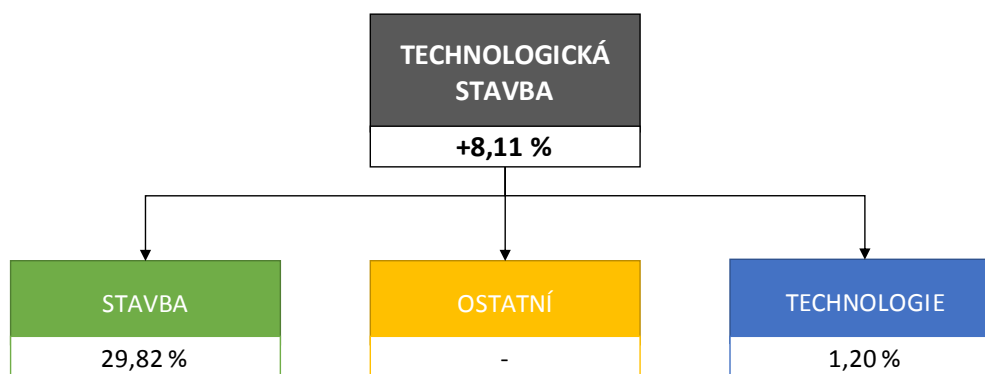 TECHNOLOGICKÁ
STAVBA
+8,11 %
STAVBA
OSTATNÍ
TECHNOLOGIE
29,82 %
-
1,20 %